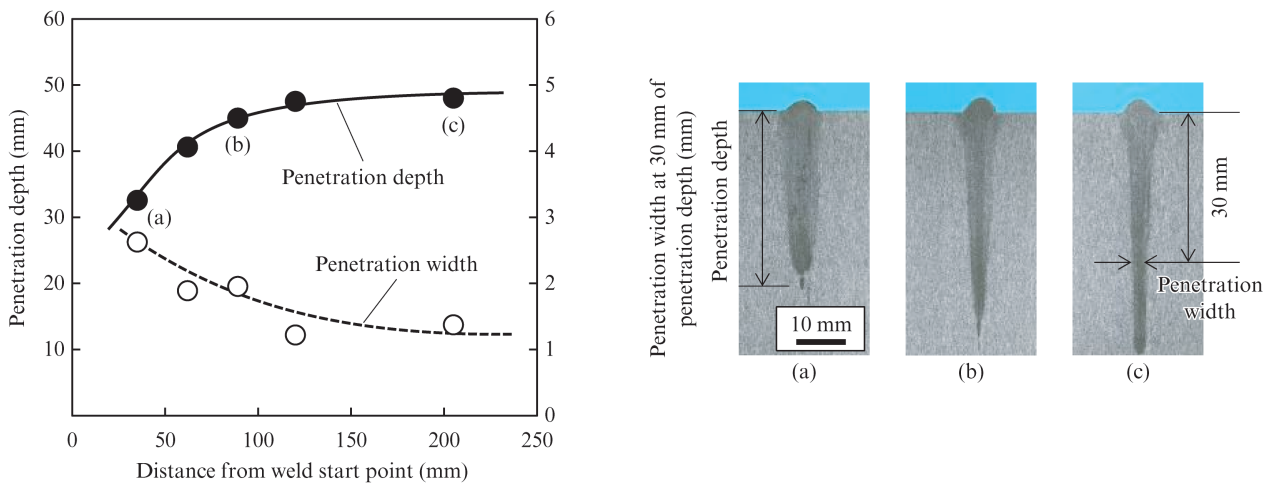 60
50
40
30
20
10
Penetration depth (mm)
0
50
100
150
200
250
Distance from weld start point (mm)
6
5
4
3
2
1
0
Penetration width at 30 mm of
penetration depth (mm)
(a)
(b)
(c)
Penetration depth
Penetration width
Penetration depth
10 mm
30 mm
Penetration
width
(a)
(b)
(c)